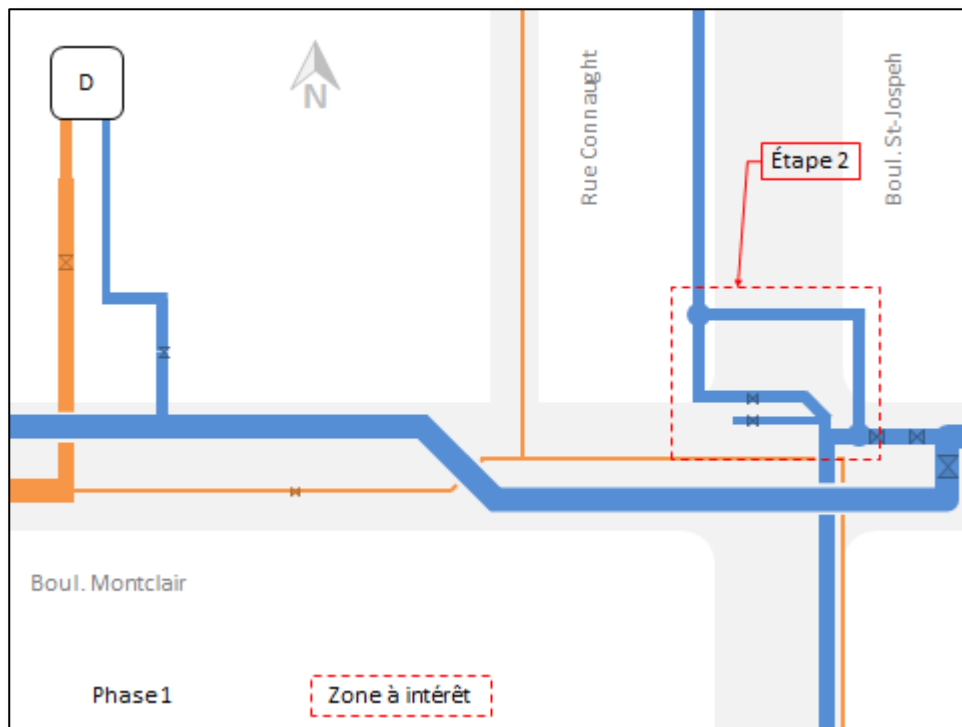 D
N
Rue Connaught
Boul. St-Jospeh
Étape 2
Boul. Montclair
Phase 1
Zone à intérêt